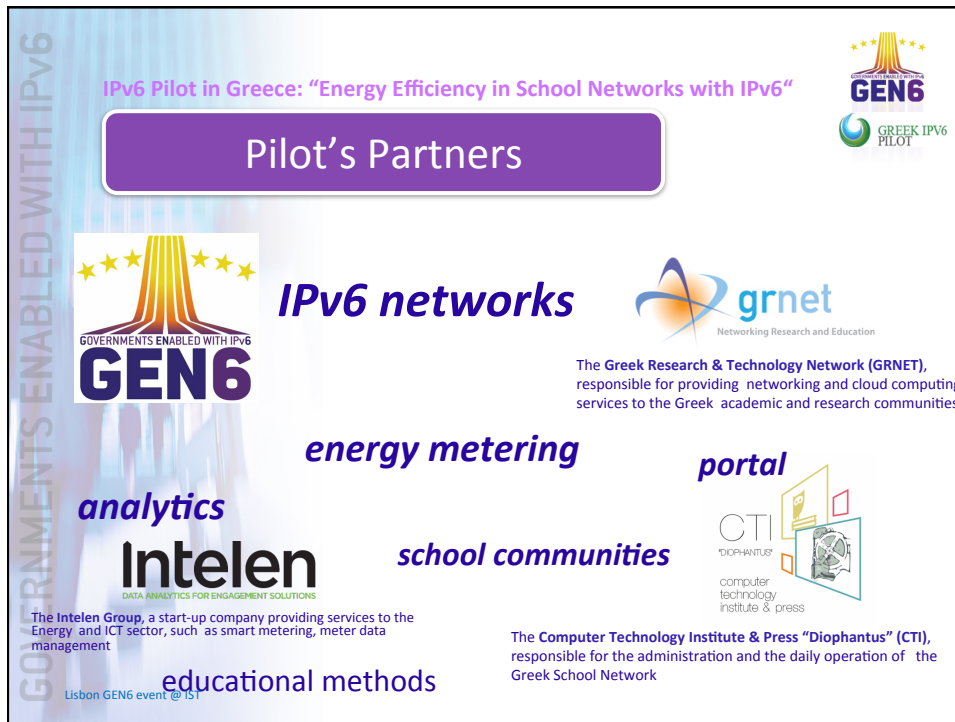 GOVERNMENTS ENABLED WITH IPv6
IPv6 Pilot in Greece: “Energy Efficiency in School Networks with IPv6“
GOVERNMENTS ENABLED WITH IPv6
GEN6
GREEK IPV6
PILOT
Pilot’s Partners
GOVERNMENTS ENABLED WITH IPv6
GEN6
IPv6 networks
grnet
Networking Research and Education
The Greek Research & Technology Network (GRNET),
responsible for providing networking and cloud computing
services to the Greek academic and research communities
energy metering
portal
analytics
Intelen
DATA ANALYTICS FOR ENGAGEMENT SOLUTIONS
school communities
CTI
"DIOPHANTUS"
computer
technology
institute & press
The Intelen Group, a start-up company providing services to the
Energy and ICT sector, such as smart metering, meter data
management
The Computer Technology Institute & Press “Diophantus” (CTI),
responsible for the administration and the daily operation of the
Greek School Network
educational methods
Lisbon GEN6 event @ IST